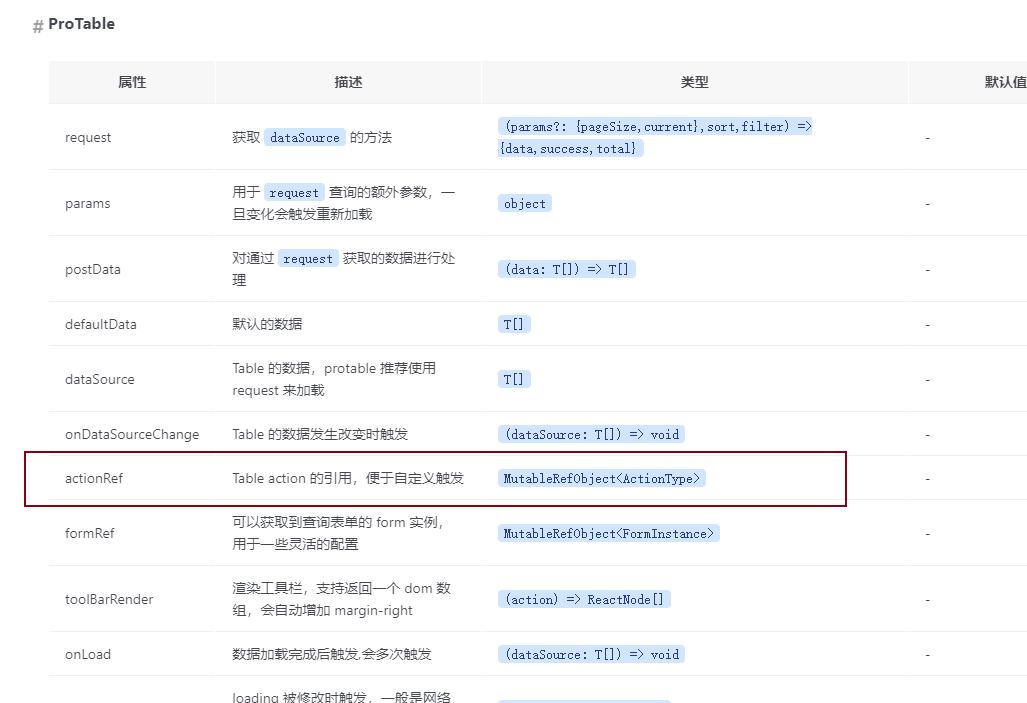 # ProTable
属性 描述 类型 默认值
request 获取 dataSource 的方法 (params?: {pageSize,current},sort,filter) =>
{data,success,total} -
params 用于 request 查询的额外参数，一
旦变化会触发重新加载 object -
postData 对通过 request 获取的数据进行处
理 (data: T[]) => T[] -
defaultData 默认的数据 T[] -
dataSource Table 的数据，protable 推荐使用
request 来加载 T[] -
onDataSourceChange Table 的数据发生改变时触发 (dataSource: T[]) => void -
actionRef Table action 的引用，便于自定义触发 MutableRefObject<ActionType> -
formRef 可以获取到查询表单的 form 实例，
用于一些灵活的配置 MutableRefObject<FormInstance> -
toolBarRender 渲染工具栏，支持返回一个 dom 数
组，会自动增加 margin-right (action) => ReactNode[] -
onLoad 数据加载完成后触发,会多次触发 (dataSource: T[]) => void -
loading 被修改时触发，一般是网络